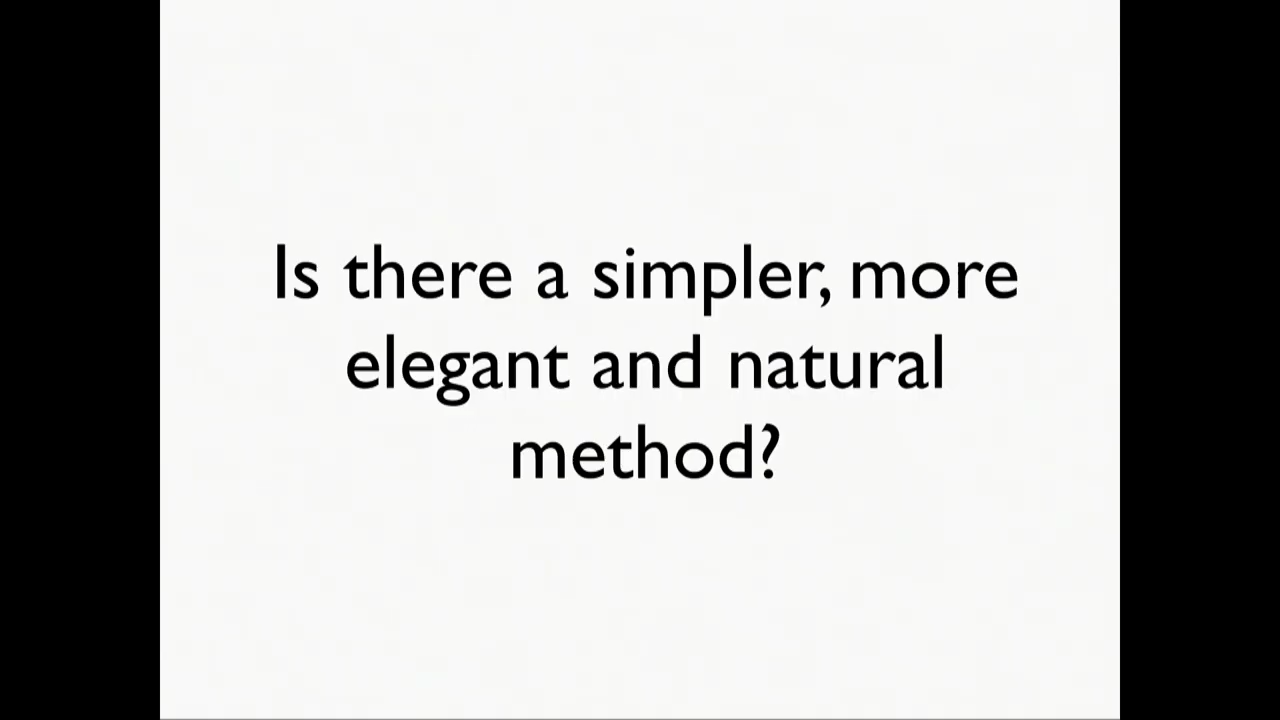 Is there a simpler, more
elegant and natural
method?